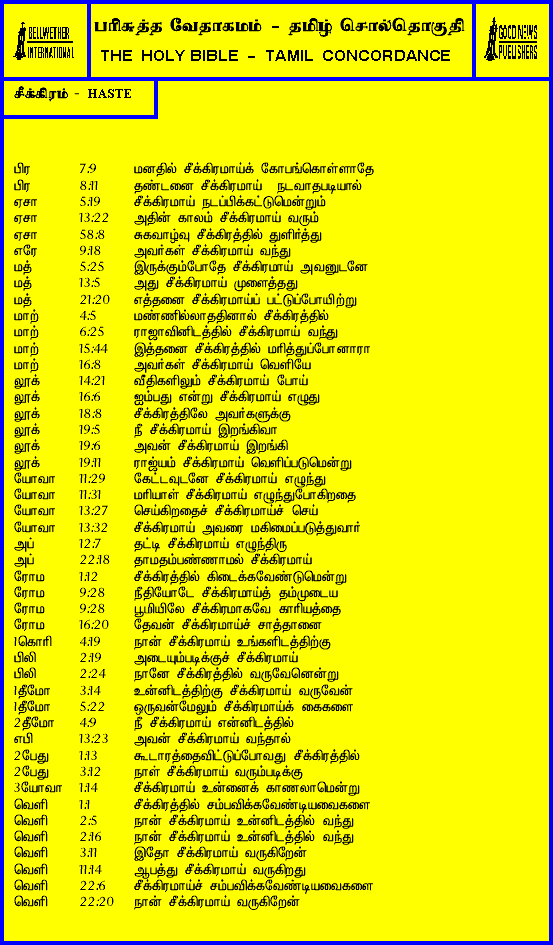 BELLWETHER
INTERNATIONAL
பரிசுத்த வேதாகமம் - தமிழ் சொல்தொகுதி
THE HOLY BIBLE - TAMIL CONCORDANCE
GOOD NEWS
PUBLISHERS
சீக்கிரம் - HASTE
பிர 7:9 மனதில் சீக்கிரமாய்க் கோபங்கொள்ளாதே
பிர 8:11 தண்டனை சீக்கிரமாய் நடவாதபடியால்
ஏசா 5:19 சீக்கிரமாய் நடப்பிக்கட்டுமென்றும்
ஏசா 13:22 அதின் காலம் சீக்கிரமாய் வரும்
ஏசா 58:8 சுகவாழ்வு சீக்கிரத்தில் துளிர்த்து
எரே 9:18 அவர்கள் சீக்கிரமாய் வந்து
மத் 5:25 இருக்கும்போதே சீக்கிரமாய் அவனுடனே
மத் 13:5 அது சீக்கிரமாய் முளைத்தது
மத் 21:20 எத்தனை சீக்கிரமாய்ப் பட்டுப்போயிற்று
மாற் 4:5 மண்ணில்லாததினால் சீக்கிரத்தில்
மாற் 6:25 ராஜாவினிடத்தில் சீக்கிரமாய் வந்து
மாற் 15:44 இத்தனை சீக்கிரத்தில் மரித்துப்போனாரா
மாற் 16:8 அவர்கள் சீக்கிரமாய் வெளியே
லூக் 14:21 வீதிகளிலும் சீக்கிரமாய் போய்
லூக் 16:6 ஐம்பது என்று சீக்கிரமாய் எழுது
லூக் 18:8 சீக்கிரத்திலே அவர்களுக்கு
லூக் 19:5 நீ சீக்கிரமாய் இறங்கிவா
லூக் 19:6 அவன் சீக்கிரமாய் இறங்கி
லூக் 19:11 ராஜ்யம் சீக்கிரமாய் வெளிப்படுமென்று
யோவா 11:29 கேட்டவுடனே சீக்கிரமாய் எழுந்து
யோவா 11:31 மரியாள் சீக்கிரமாய் எழுந்துபோகிறதை
யோவா 13:27 செய்கிறதைச் சீக்கிரமாய்ச் செய்
யோவா 13:32 சீக்கிரமாய் அவரை மகிமைப்படுத்துவார்
அப் 12:7 தட்டி சீக்கிரமாய் எழுந்திரு
அப் 22:18 தாமதம்பண்ணாமல் சீக்கிரமாய்
ரோம 1:12 சீக்கிரத்தில் கிடைக்கவேண்டுமென்று
ரோம 9:28 நீதியோடே சீக்கிரமாய்த் தம்முடைய
ரோம 9:28 பூமியிலே சீக்கிரமாகவே காரியத்தை
ரோம 16:20 தேவன் சீக்கிரமாய்ச் சாத்தானை
1கொரி 4:19 நான் சீக்கிரமாய் உங்களிடத்திற்கு
பிலி 2:19 அடையும்படிக்குச் சீக்கிரமாய்
பிலி 2:24 நானே சீக்கிரத்தில் வருவேனென்று
1தீமோ 3:14 உன்னிடத்திற்கு சீக்கிரமாய் வருவேன்
1தீமோ 5:22 ஒருவன்மேலும் சீக்கிரமாய்க் கைகளை
2தீமோ 4:9 நீ சீக்கிரமாய் என்னிடத்தில்
எபி 13:23 அவன் சீக்கிரமாய் வந்தால்
2பேது 1:13 கூடாரத்தைவிட்டுப்போவது சீக்கிரத்தில்
2பேது 3:12 நாள் சீக்கிரமாய் வரும்படிக்கு
3யோவா 1:14 சீக்கிரமாய் உன்னைக் காணலாமென்று
வெளி 1:1 சீக்கிரத்தில் சம்பவிக்கவேண்டியவைகளை
வெளி 2:5 நான் சீக்கிரமாய் உன்னிடத்தில் வந்து
வெளி 2:16 நான் சீக்கிரமாய் உன்னிடத்தில் வந்து
வெளி 3:11 இதோ சீக்கிரமாய் வருகிறேன்
வெளி 11:14 ஆபத்து சீக்கிரமாய் வருகிறது
வெளி 22:6 சீக்கிரமாய்ச் சம்பவிக்கவேண்டியவைகளை
வெளி 22:20 நான் சீக்கிரமாய் வருகிறேன்